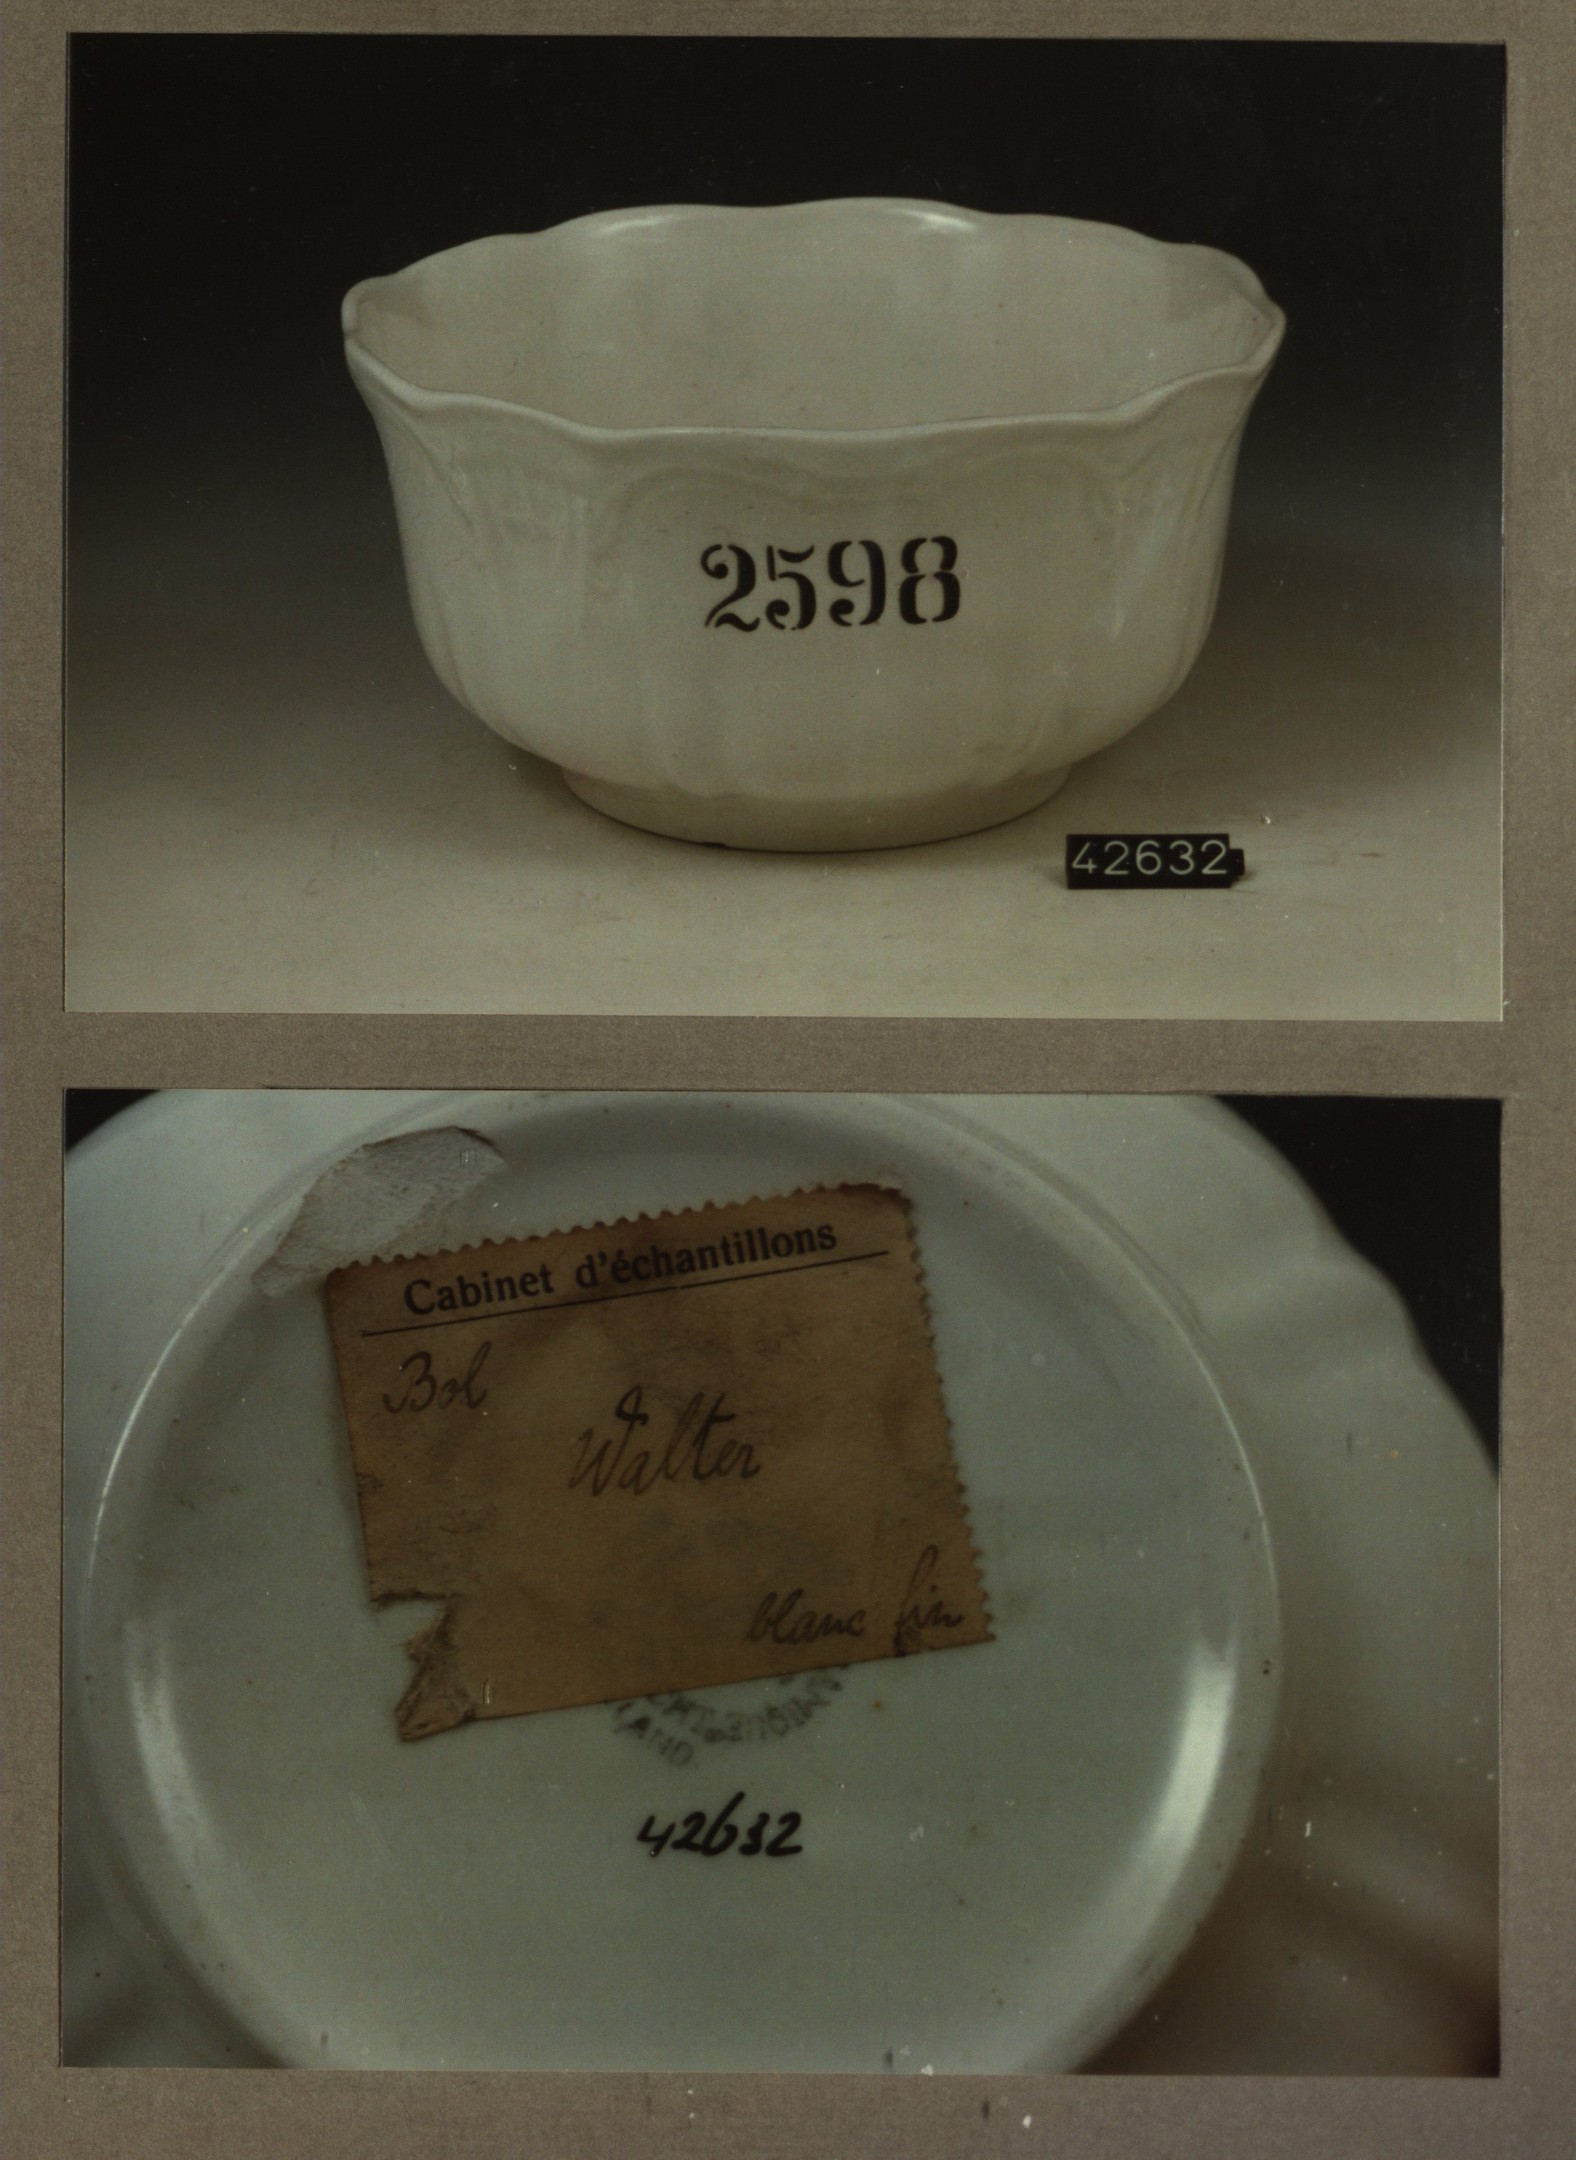 2598
42632
Cabinet d'échantillons
Bol
Walter
blanc fin
42632